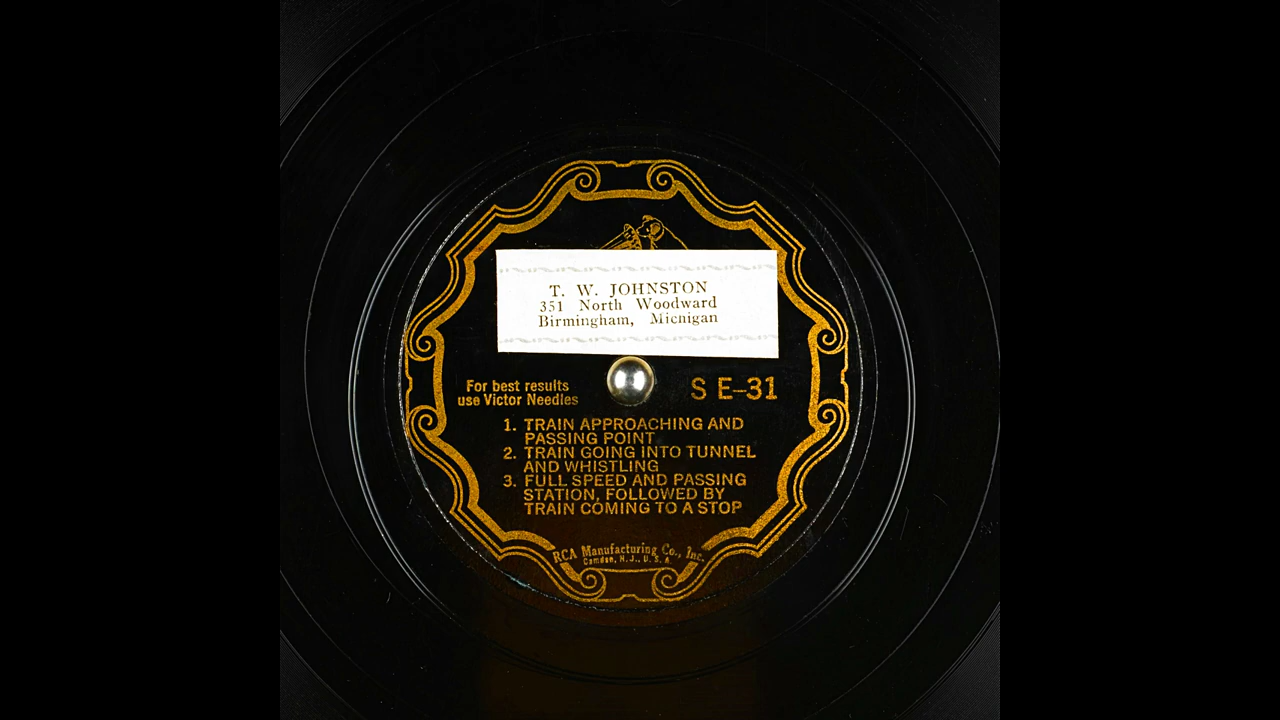 T. W. JOHNSTON
351 North Woodward
Birmingham, Michigan
For best results
use Victor Needles
S E-31
1. TRAIN APPROACHING AND
PASSING POINT
2. TRAIN GOING INTO TUNNEL
AND WHISTLING
3. FULL SPEED AND PASSING
STATION, FOLLOWED BY
TRAIN COMING TO A STOP
RCA Manufacturing Co., Inc.
Camden, N.J., U.S.A.